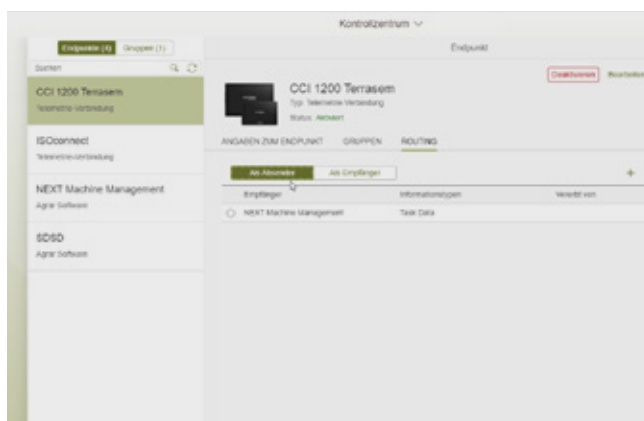 Kontrollzentrum
Endpunkte (4) Gruppen (1)
Endpunkt
Suchen
Deaktivieren Bearbeiten
CCI 1200 Terrasem
Telemetrie-Verbindung
CCI 1200 Terrasem
Typ: Telemetrie-Verbindung
Status: Aktiviert
ISOconnect
Telemetrie-Verbindung
ANGABEN ZUM ENDPUNKT GRUPPEN ROUTING
Als Absender Als Empfänger
NEXT Machine Management
Agrar Software
Empfänger Informationstypen Vererbt von
NEXT Machine Management Task Data
SDSD
Agrar Software